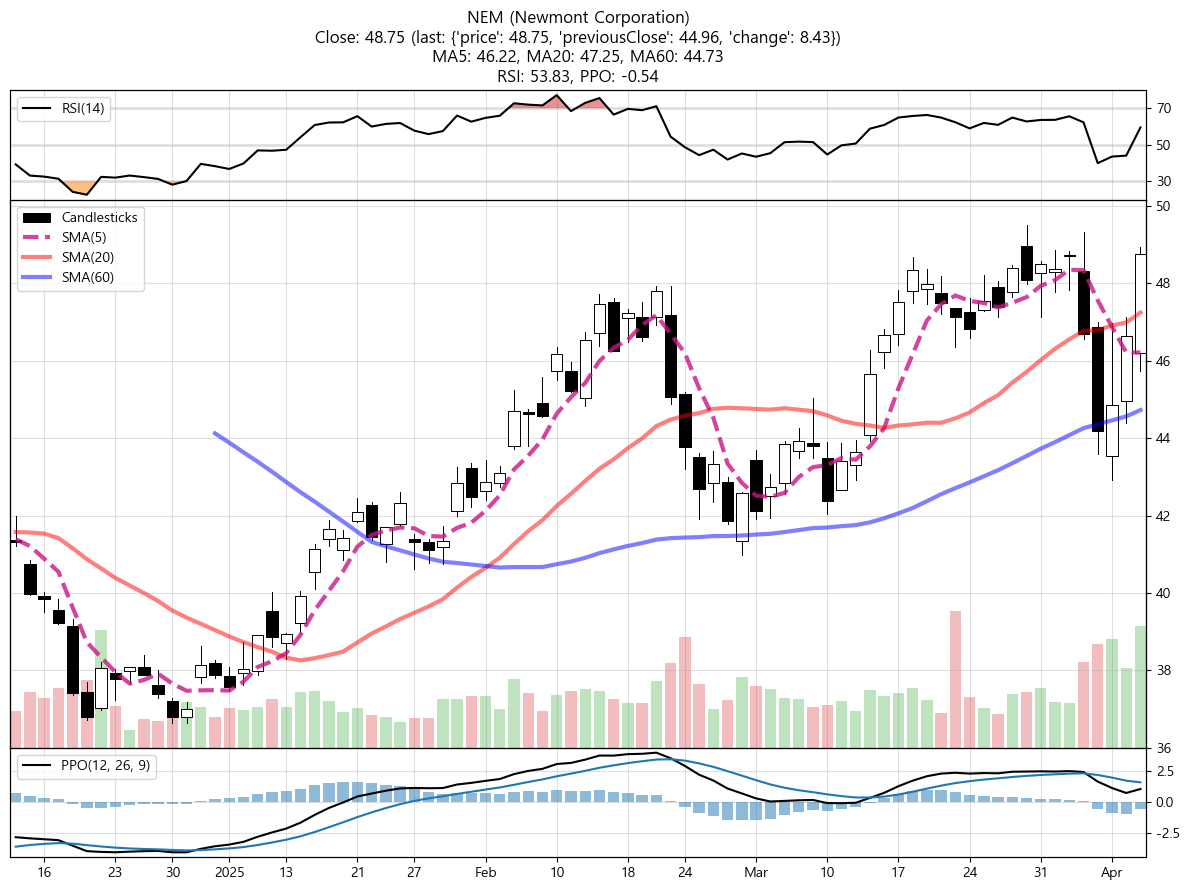 NEM (Newmont Corporation)
Close: 48.75 (last: {'price': 48.75, 'previousClose': 44.96, 'change': 8.43})
MA5: 46.22, MA20: 47.25, MA60: 44.73
RSI: 53.83, PPO: -0.54
RSI(14)
70
50
30
Candlesticks
SMA(5)
SMA(20)
SMA(60)
50
48
46
44
42
40
38
36
PPO(12, 26, 9)
2.5
0.0
−2.5
16 23 30 2025 13 21 27 Feb 10 18 24 Mar 10 17 24 31 Apr